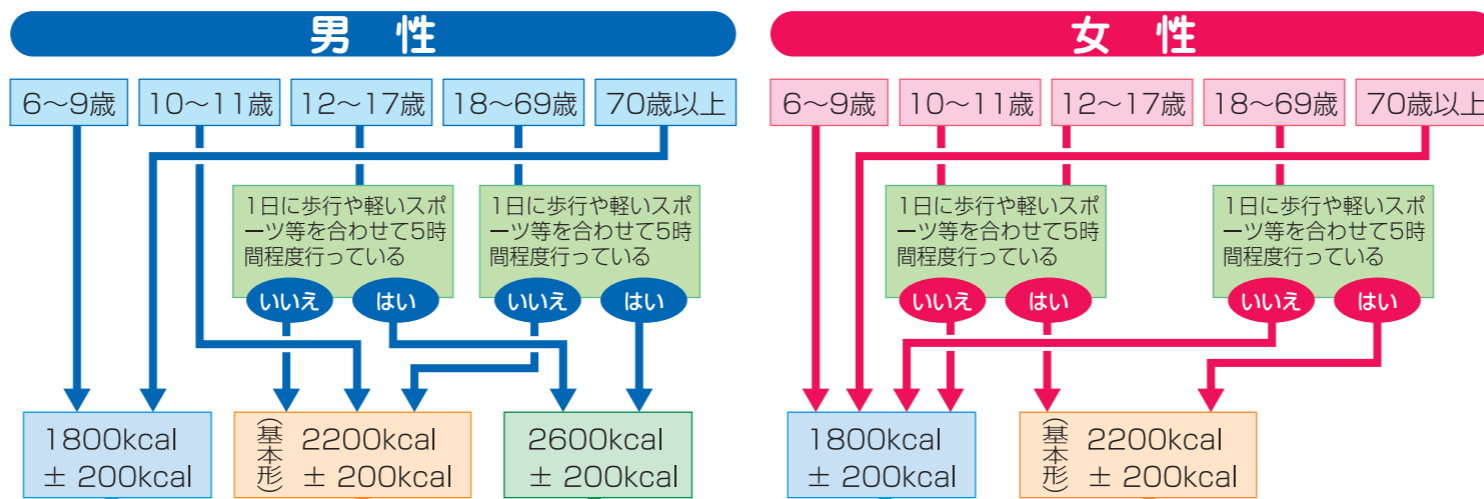 男性
6〜9歳
10〜11歳
12〜17歳
18〜69歳
70歳以上
1日に歩行や軽いスポ
ーツ等を合わせて5時
間程度行っている
いいえ
はい
1日に歩行や軽いスポ
ーツ等を合わせて5時
間程度行っている
いいえ
はい
1800kcal
± 200kcal
（基本形）
2200kcal
± 200kcal
2600kcal
± 200kcal
女性
6〜9歳
10〜11歳
12〜17歳
18〜69歳
70歳以上
1日に歩行や軽いスポ
ーツ等を合わせて5時
間程度行っている
いいえ
はい
1日に歩行や軽いスポ
ーツ等を合わせて5時
間程度行っている
いいえ
はい
1800kcal
± 200kcal
（基本形）
2200kcal
± 200kcal